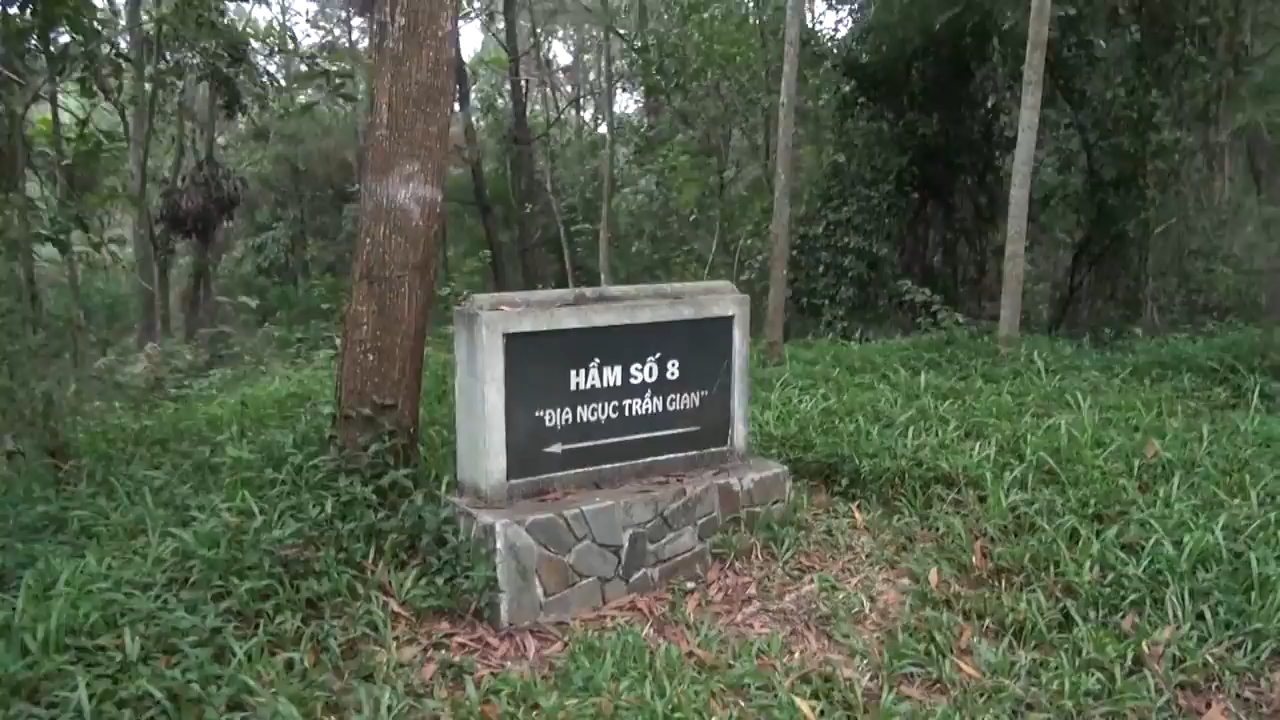 HẦM SỐ 8
“ĐỊA NGỤC TRẦN GIAN”